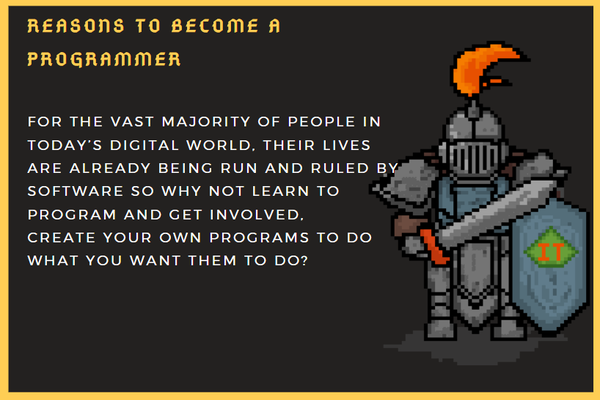 REASONS TO BECOME A
PROGRAMMER
FOR THE VAST MAJORITY OF PEOPLE IN
TODAY'S DIGITAL WORLD, THEIR LIVES
ARE ALREADY BEING RUN AND RULED BY
SOFTWARE SO WHY NOT LEARN TO
PROGRAM AND GET INVOLVED,
CREATE YOUR OWN PROGRAMS TO DO
WHAT YOU WANT THEM TO DO?
IT